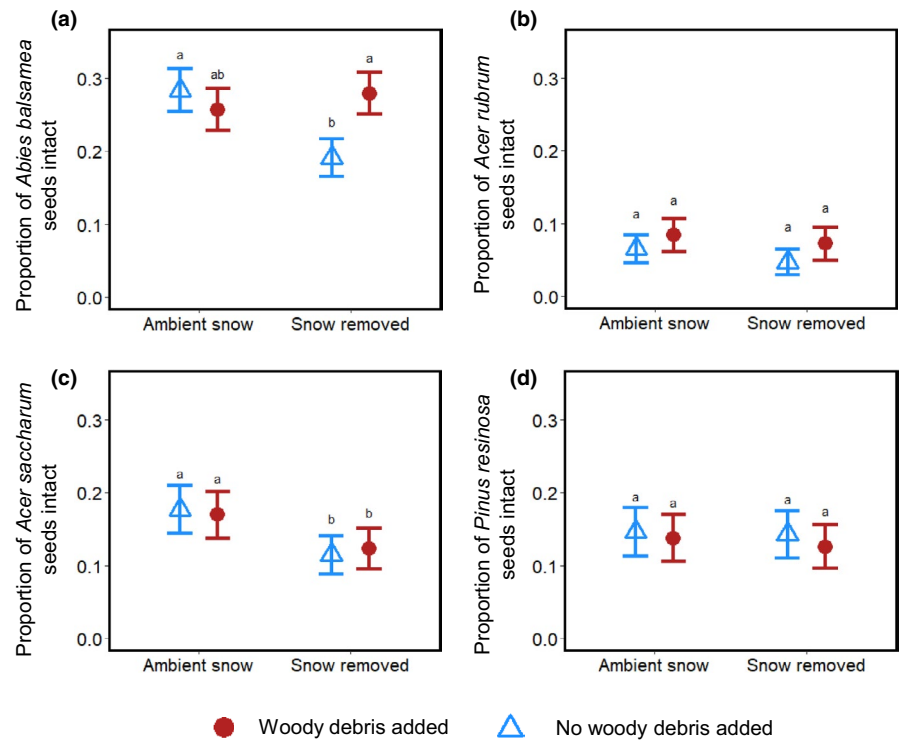 (a)
Proportion of Abies balsamea
seeds intact
0.3
0.2
0.1
0.0
a
ab
b
a
Ambient snow
Snow removed
(b)
Proportion of Acer rubrum
seeds intact
0.3
0.2
0.1
0.0
a
a
a
a
Ambient snow
Snow removed
(c)
Proportion of Acer saccharum
seeds intact
0.3
0.2
0.1
0.0
a
a
b
b
Ambient snow
Snow removed
(d)
Proportion of Pinus resinosa
seeds intact
0.3
0.2
0.1
0.0
a
a
a
a
Ambient snow
Snow removed
Woody debris added
No woody debris added